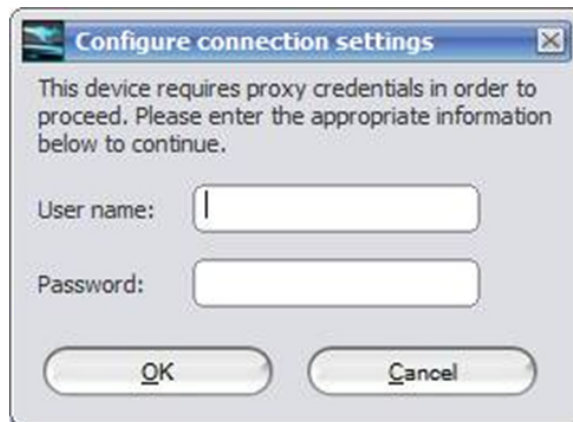 Configure connection settings
This device requires proxy credentials in order to
proceed. Please enter the appropriate information
below to continue.
User name:
Password:
OK
Cancel